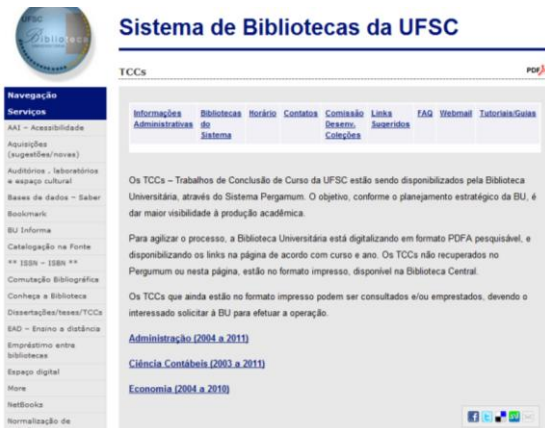 UFSC
Biblioteca
Sistema de Bibliotecas da UFSC
TCCs
PDF
Navegação
Serviços
AAI – Acessibilidade
Aquisições
(sugestões/novas)
Auditórios , laboratórios
e espaço cultural
Bases de dados – Saber
Bookmark
BU Informa
Catalogação na Fonte
** ISSN – ISBN **
Comutação Bibliográfica
Conheça a Biblioteca
Dissertações/teses/TCCs
EAD – Ensino a distância
Empréstimo entre
bibliotecas
Espaço digital
More
NetBooks
Normalização de
Informações Bibliotecas Horário Contatos Comissão Links FAQ Webmail Tutoriais/Guias
Administrativas do Desenv. Sugeridos
Sistema Coleções
Os TCCs – Trabalhos de Conclusão de Curso da UFSC estão sendo disponibilizados pela Biblioteca
Universitária, através do Sistema Pergamum. O objetivo, conforme o planejamento estratégico da BU, é
dar maior visibilidade à produção acadêmica.
Para agilizar o processo, a Biblioteca Universitária está digitalizando em formato PDFA pesquisável, e
disponibilizando os links na página de acordo com curso e ano. Os TCCs não recuperados no
Pergumum ou nesta página, estão no formato impresso, disponível na Biblioteca Central.
Os TCCs que ainda estão no formato impresso podem ser consultados e/ou emprestados, devendo o
interessado solicitar à BU para efetuar a operação.
Administração (2004 a 2011)
Ciência Contábeis (2003 a 2011)
Economia (2004 a 2010)